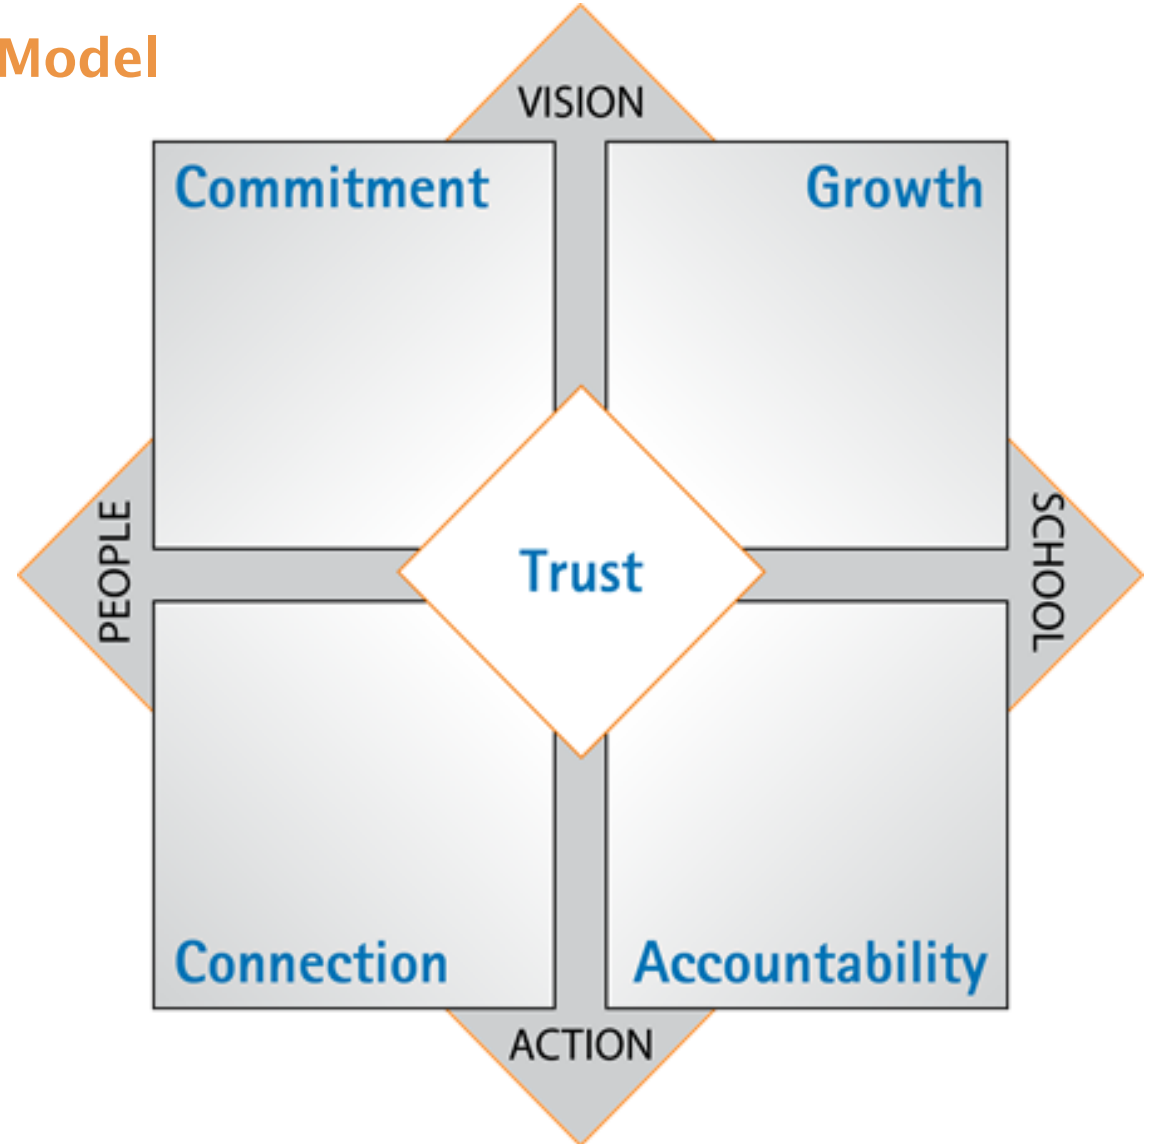 Model
VISION
Commitment
Growth
PEOPLE
Trust
SCHOOL
Connection
Accountability
ACTION